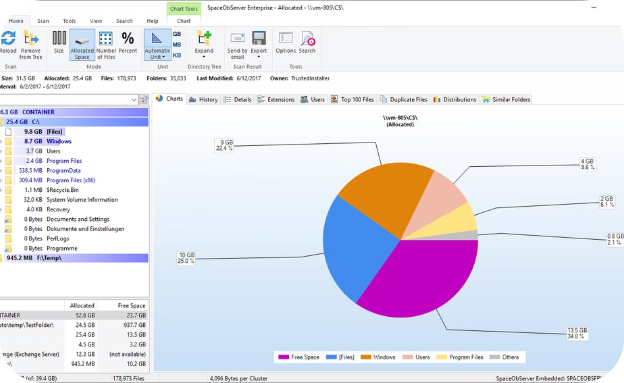 Chart Tools
SpaceObServer Enterprise - Allocated - \\vm-805\C$\
Home Scan Tools View Search Help Chart
Reload
Remove from Tree
Size
Allocated Space
Number of Files
%
Percent
Automatic Unit
GB
MB
KB
Expand
Send by email
Export
Options
Search
Scan Mode Unit Directory Tree Scan Result Tools
Size: 31.5 GB Allocated: 25.4 GB Files: 178,973 Folders: 35,033 Last Modified: 6/12/2017 Owner: TrustedInstaller
6/2/2017 - 6/12/2017
Charts History Details Extensions Users Top 100 Files Duplicate Files Distributions Similar Folders
6.3 GB CONTAINER
25.4 GB C:\
9.8 GB [Files]
8.7 GB Windows
3.7 GB Users
2.4 GB Program Files
538.5 MB ProgramData
309.4 MB Program Files (x86)
1.1 MB $Recycle.Bin
32.0 KB System Volume Information
4.0 KB Recovery
0 Bytes Documents and Settings
0 Bytes Dokumente und Einstellungen
0 Bytes PerfLogs
0 Bytes Programme
945.2 MB F:\Temp\
\\vm-805\C$\
(Allocated)
9 GB
22.4 %
4 GB
9.6 %
2 GB
6.1 %
0.8 GB
2.1 %
10 GB
25.0 %
13.5 GB
34.8 %
Free Space [Files] Windows Users Program Files Others
Allocated Free Space
52.6 GB 23.7 GB
\temp\TestFolder\ 24.5 GB 937.7 GB
25.4 GB 13.5 GB
4.5 GB 3.2 GB
(Exchange Server) 12.3 GB (not available)
945.2 MB 10.2 GB
(of: 39.4 GB) 178,973 Files 4,096 Bytes per Cluster SpaceObServer Embedded: